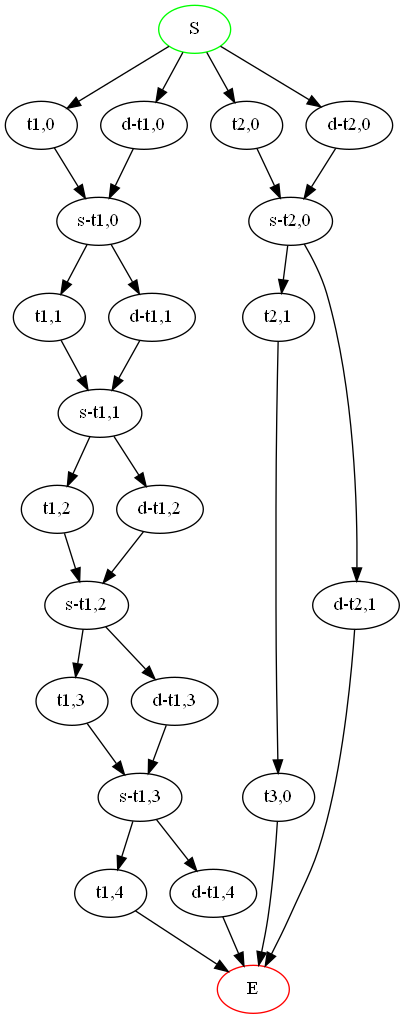 S
t1,0
d-t1,0
t2,0
d-t2,0
s-t1,0
s-t2,0
t1,1
d-t1,1
t2,1
s-t1,1
t1,2
d-t1,2
s-t1,2
d-t2,1
t1,3
d-t1,3
s-t1,3
t3,0
t1,4
d-t1,4
E